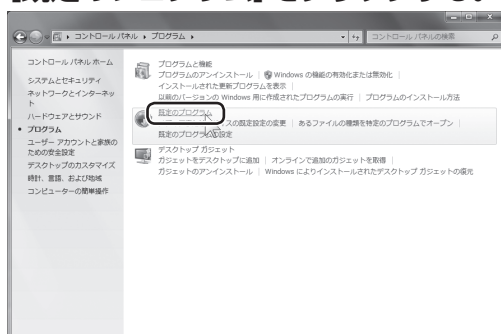 コントロール パネル ▸ プログラム ▸
コントロール パネルの検索
コントロール パネル ホーム
システムとセキュリティ
ネットワークとインターネッ
ト
ハードウェアとサウンド
プログラム
ユーザー アカウントと家族の
ための安全設定
デスクトップのカスタマイズ
時計、言語、および地域
コンピューターの簡単操作
プログラムと機能
プログラムのアンインストール | Windows の機能の有効化または無効化 |
インストールされた更新プログラムを表示 |
以前のバージョンの Windows 用に作成されたプログラムの実行 | プログラムのインストール方法
既定のプログラム
スの既定設定の変更 | あるファイルの種類を特定のプログラムでオープン |
既定のプログラムの設定
デスクトップ ガジェット
ガジェットをデスクトップに追加 | オンラインで追加のガジェットを取得 |
ガジェットのアンインストール | Windows によりインストールされたデスクトップ ガジェットの復元